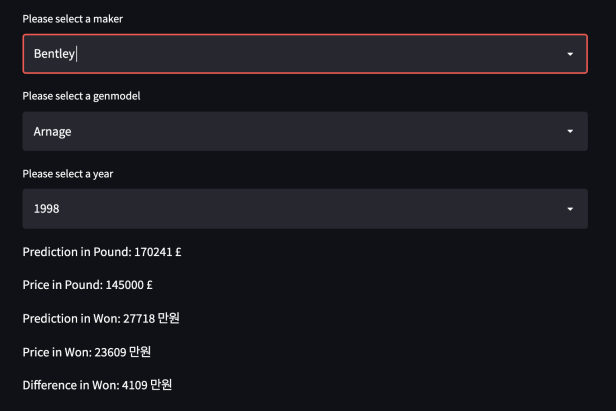 Please select a maker
Bentley
Please select a genmodel
Arnage
Please select a year
1998
Prediction in Pound: 170241 £
Price in Pound: 145000 £
Prediction in Won: 27718 만원
Price in Won: 23609 만원
Difference in Won: 4109 만원